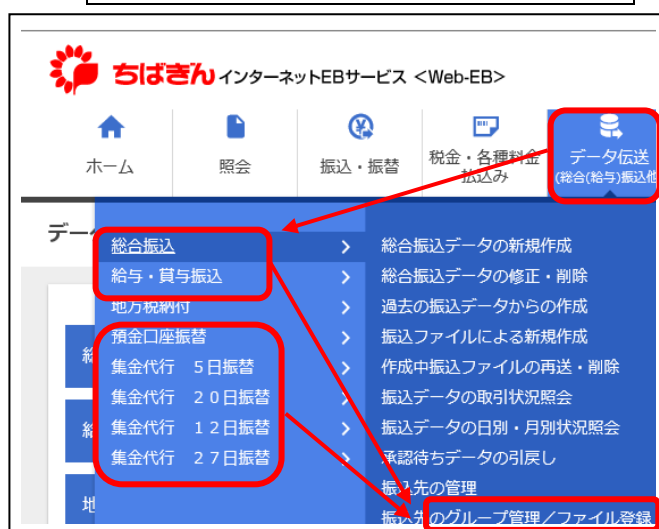 ちばぎん インターネットEBサービス <Web-EB>
ホーム
照会
振込・振替
税金・各種料金
払込み
データ伝送
(総合(給与)振込他
デー
総合振込
給与・賞与振込
地方税納付
預金口座振替
集金代行 5日振替
集金代行 20日振替
集金代行 12日振替
集金代行 27日振替
総合振込データの新規作成
総合振込データの修正・削除
過去の振込データからの作成
振込ファイルによる新規作成
作成中振込ファイルの再送・削除
振込データの取引状況照会
振込データの日別・月別状況照会
承認待ちデータの引戻し
振込先の管理
振込先のグループ管理/ファイル登録
総
総
地